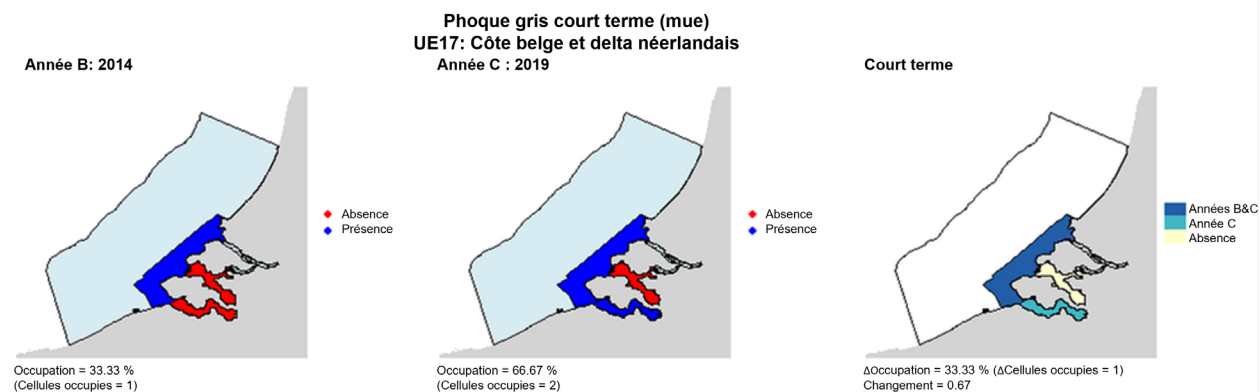 Phoque gris court terme (mue)
UE17: Côte belge et delta néerlandais
Année B: 2014
Absence
Présence
Occupation = 33.33 %
(Cellules occupies = 1)
Année C : 2019
Absence
Présence
Occupation = 66.67 %
(Cellules occupies = 2)
Court terme
Années B&C
Année C
Absence
ΔOccupation = 33.33 % (ΔCellules occupies = 1)
Changement = 0.67